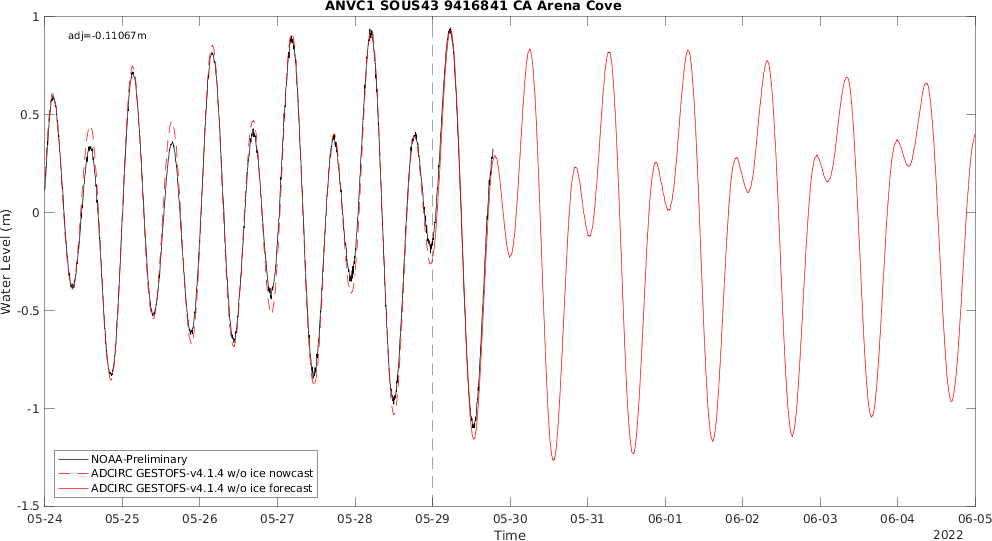 ANVC1 SOUS43 9416841 CA Arena Cove
adj=-0.11067m
1
0.5
0
-0.5
-1
-1.5
Water Level (m)
NOAA-Preliminary
ADCIRC GESTOFS-v4.1.4 w/o ice nowcast
ADCIRC GESTOFS-v4.1.4 w/o ice forecast
05-24 05-25 05-26 05-27 05-28 05-29 05-30 05-31 06-01 06-02 06-03 06-04 06-05
Time
2022